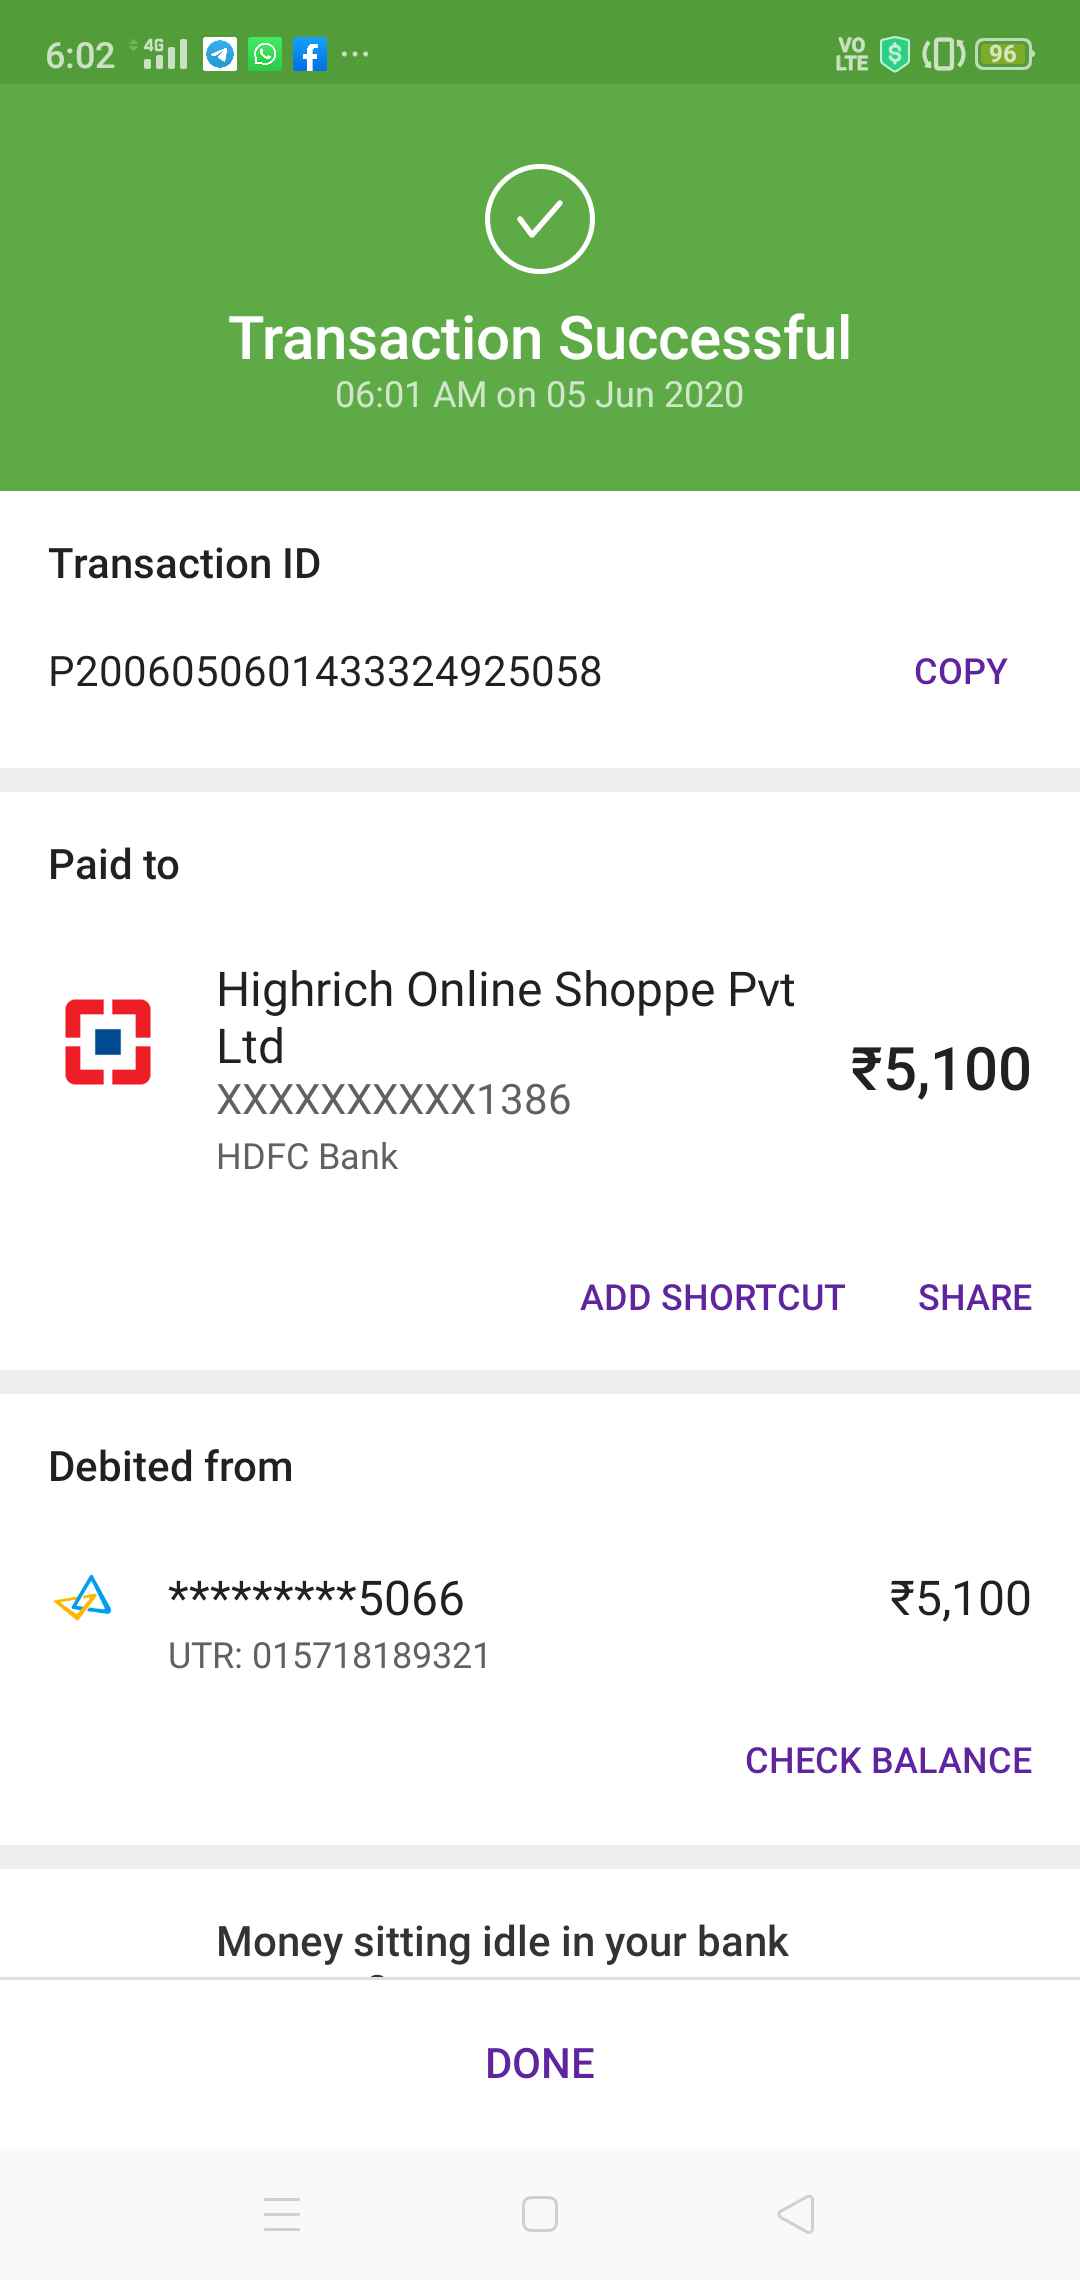 6:02 4G VO LTE 96
Transaction Successful
06:01 AM on 05 Jun 2020
Transaction ID
P2006050601433324925058 COPY
Paid to
Highrich Online Shoppe Pvt
Ltd
₹5,100
XXXXXXXXXX1386
HDFC Bank
ADD SHORTCUT SHARE
Debited from
*********5066 ₹5,100
UTR: 015718189321
CHECK BALANCE
Money sitting idle in your bank
DONE